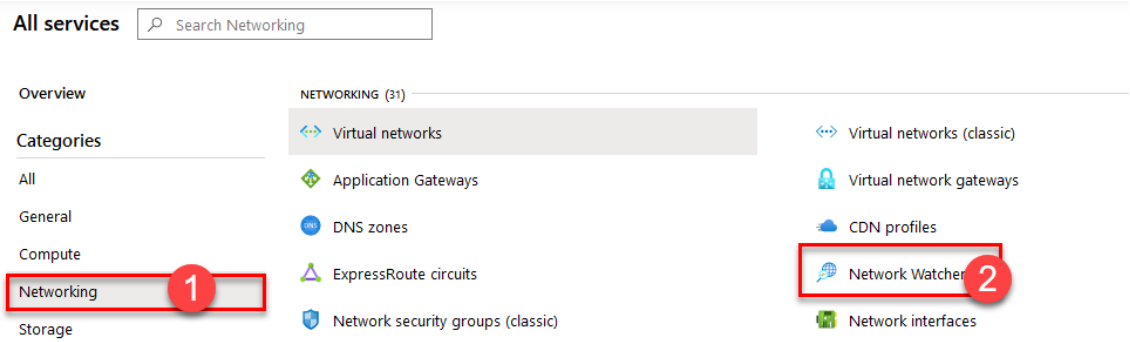 All services
Search Networking
Overview
Categories
All
General
Compute
Networking
1
Storage
NETWORKING (31)
Virtual networks
Virtual networks (classic)
Application Gateways
Virtual network gateways
DNS
DNS zones
CDN profiles
ExpressRoute circuits
Network Watcher
2
Network security groups (classic)
Network interfaces